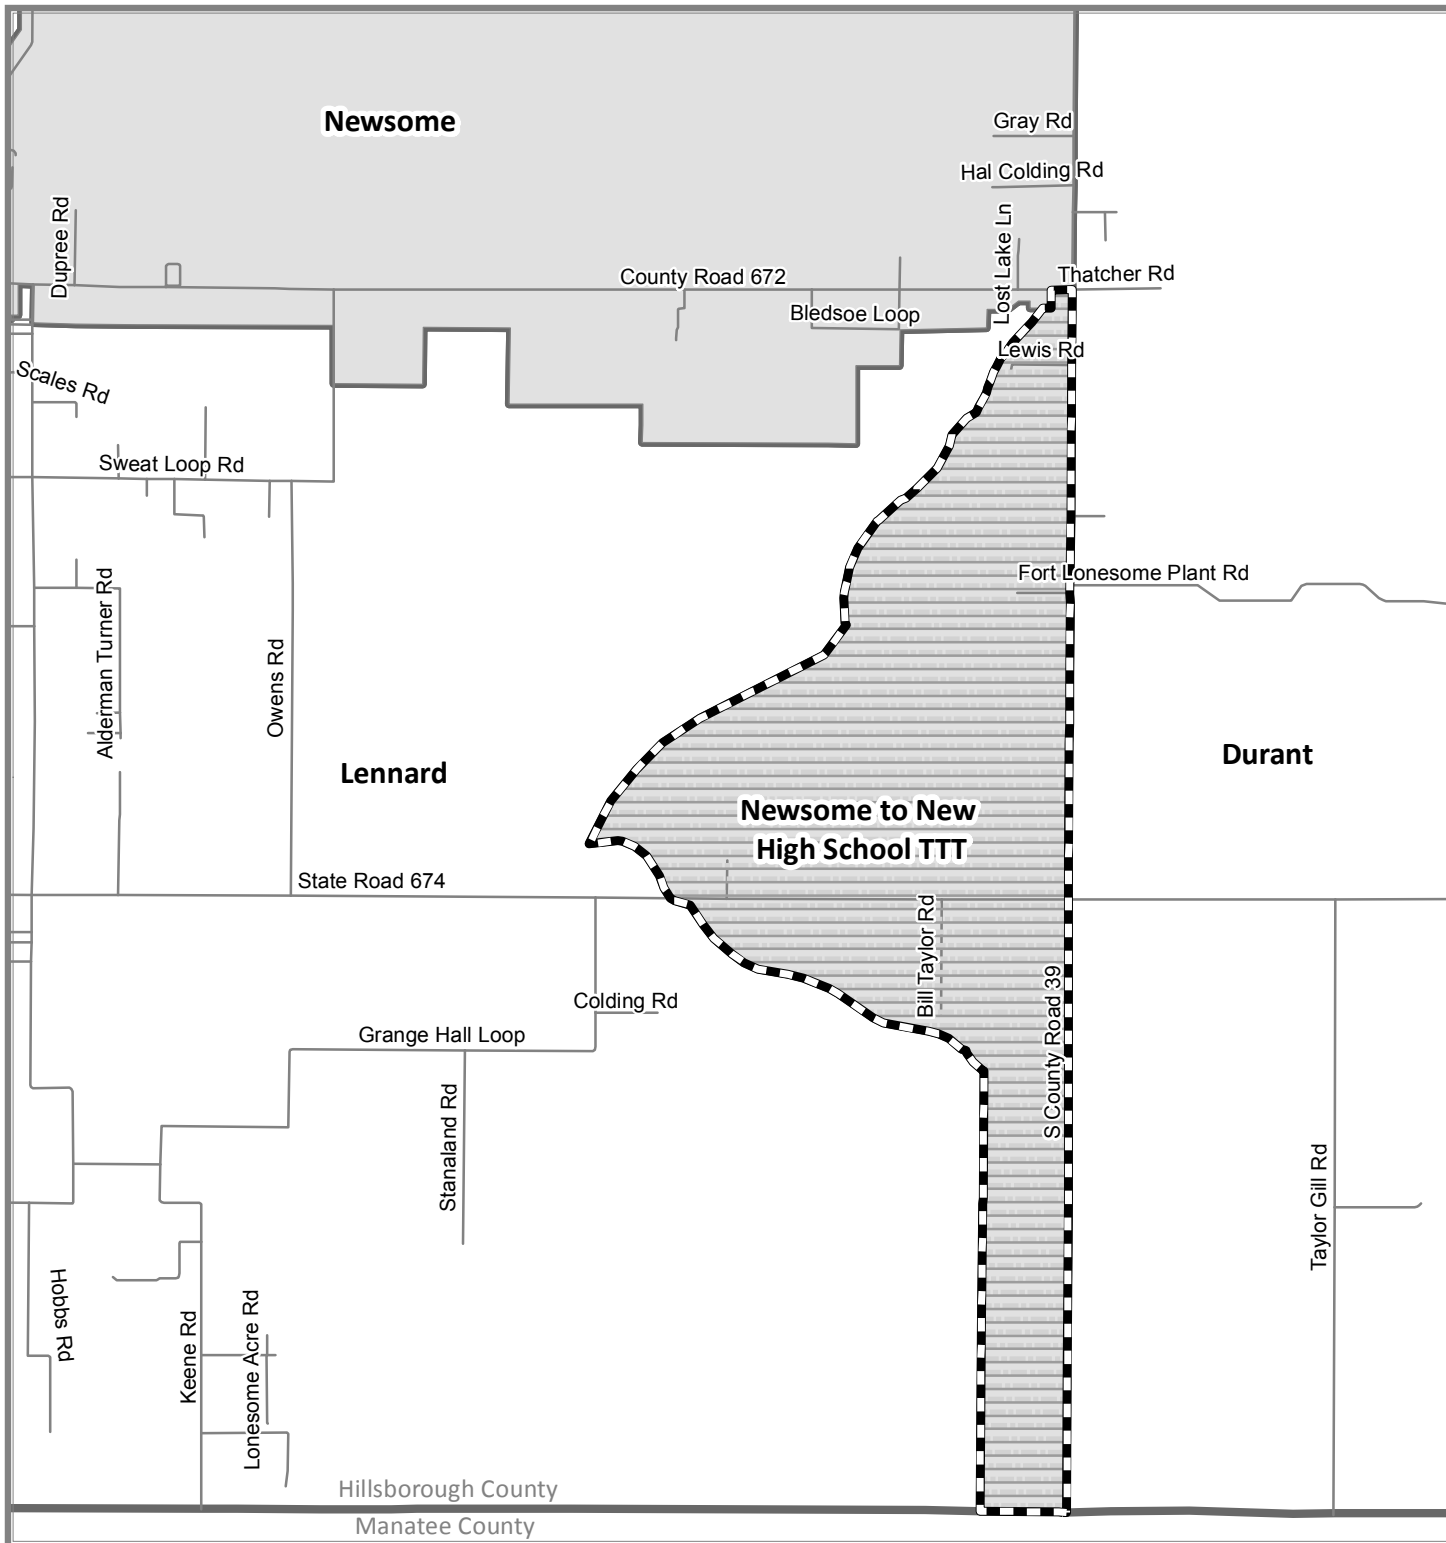 Newsome
Gray Rd
Hal Colding Rd
Dupree Rd
Lost Lake Ln
County Road 672
Thatcher Rd
Bledsoe Loop
Lewis Rd
Scales Rd
Sweat Loop Rd
Fort Lonesome Plant Rd
Alderman Turner Rd
Owens Rd
Lennard
Durant
Newsome to New
High School TTT
State Road 674
Bill Taylor Rd
S County Road 39
Colding Rd
Grange Hall Loop
Stanaland Rd
Taylor Gill Rd
Hobbs Rd
Keene Rd
Lonesome Acre Rd
Hillsborough County
Manatee County